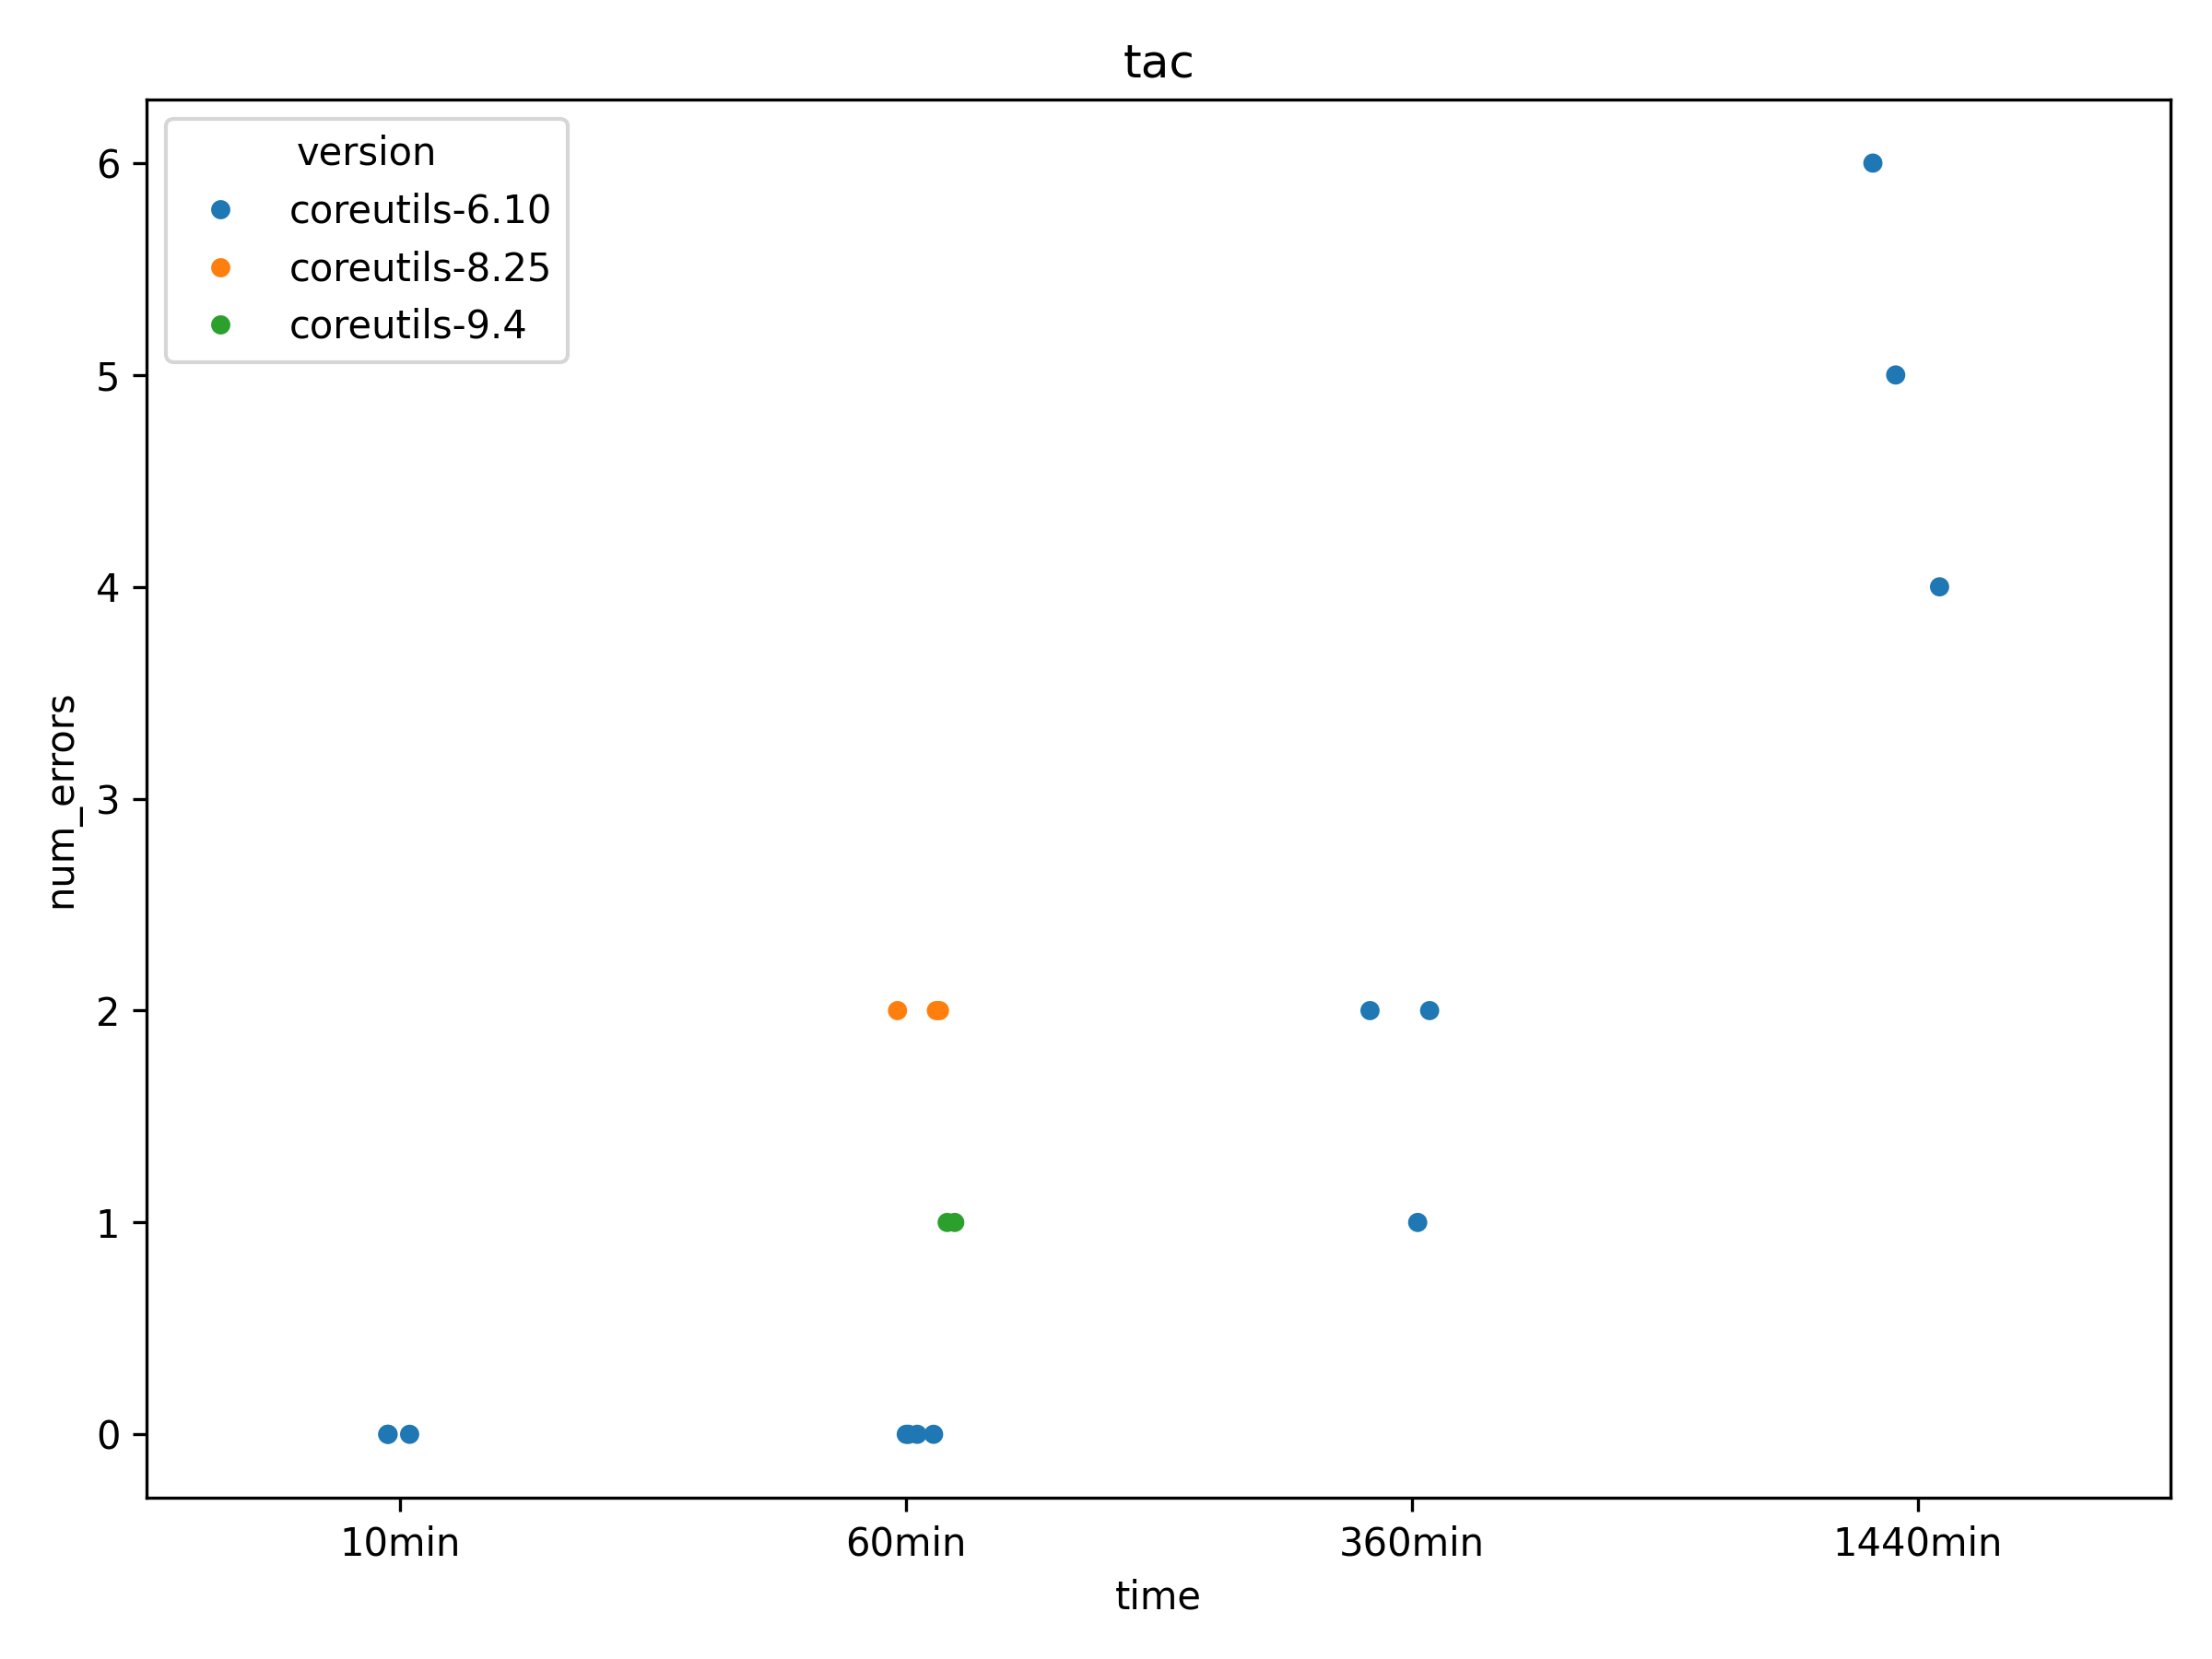 tac
version
coreutils-6.10
coreutils-8.25
coreutils-9.4
num_errors
6
5
4
3
2
1
0
10min
60min
360min
1440min
time